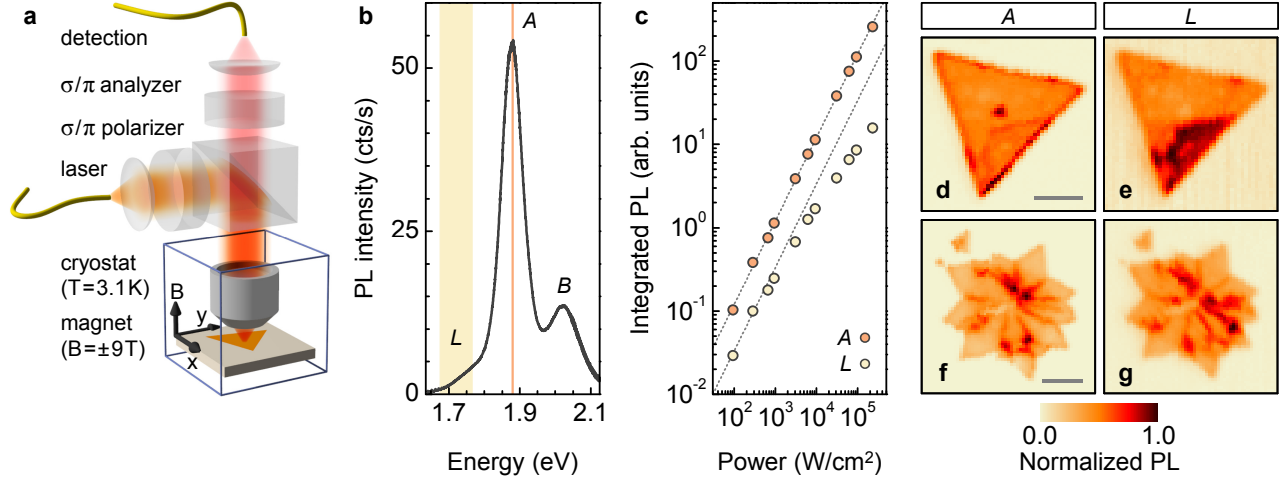 a
detection
σ/π analyzer
σ/π polarizer
laser
cryostat
(T=3.1K)
magnet
(B=±9T)
B
y
x
b
A
B
L
50
25
0
1.7
1.9
2.1
PL intensity (cts/s)
Energy (eV)
c
10²
10¹
10⁰
10⁻¹
10⁻²
10²
10³
10⁴
10⁵
A
L
Integrated PL (arb. units)
Power (W/cm²)
A
L
d
e
f
g
0.0
1.0
Normalized PL